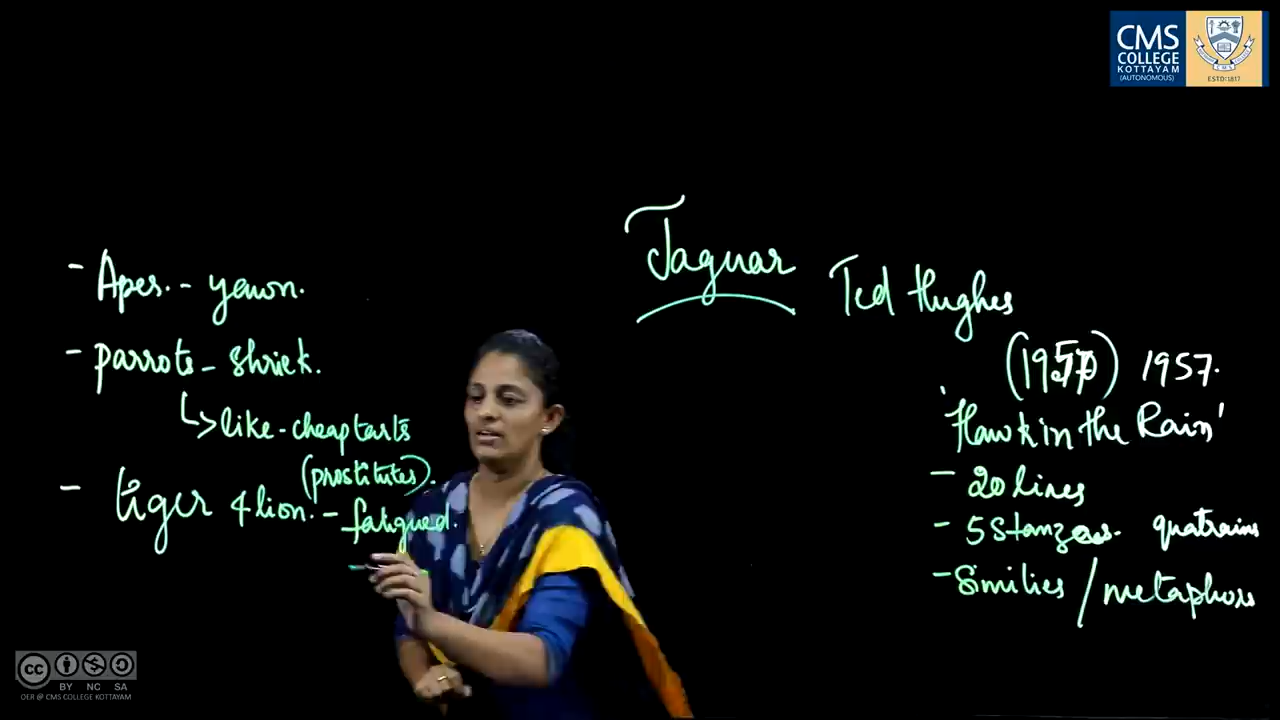 CMS
COLLEGE
KOTTAYAM
(AUTONOMOUS)
ESTD:1817
Jaguar
Ted Hughes
(1957) 1957.
'Hawk in the Rain'
- 20 lines
- 5 Stanzas. quatrains
- Similies / metaphors
- Apes. - yawn.
- parrots - shriek.
↳ like - cheap tarts
(prostitutes).
- tiger & lion. - fatigued.
CC BY NC SA
OER @ CMS COLLEGE KOTTAYAM